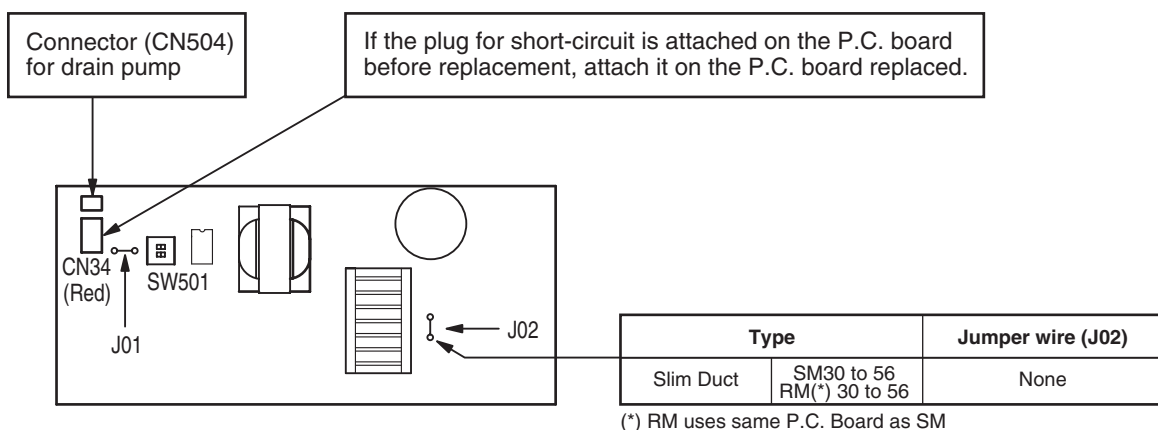 Connector (CN504)
for drain pump
If the plug for short-circuit is attached on the P.C. board
before replacement, attach it on the P.C. board replaced.
CN34
(Red)
SW501
J01
J02
Type
Jumper wire (J02)
Slim Duct
SM30 to 56
RM(*) 30 to 56
None
(*) RM uses same P.C. Board as SM